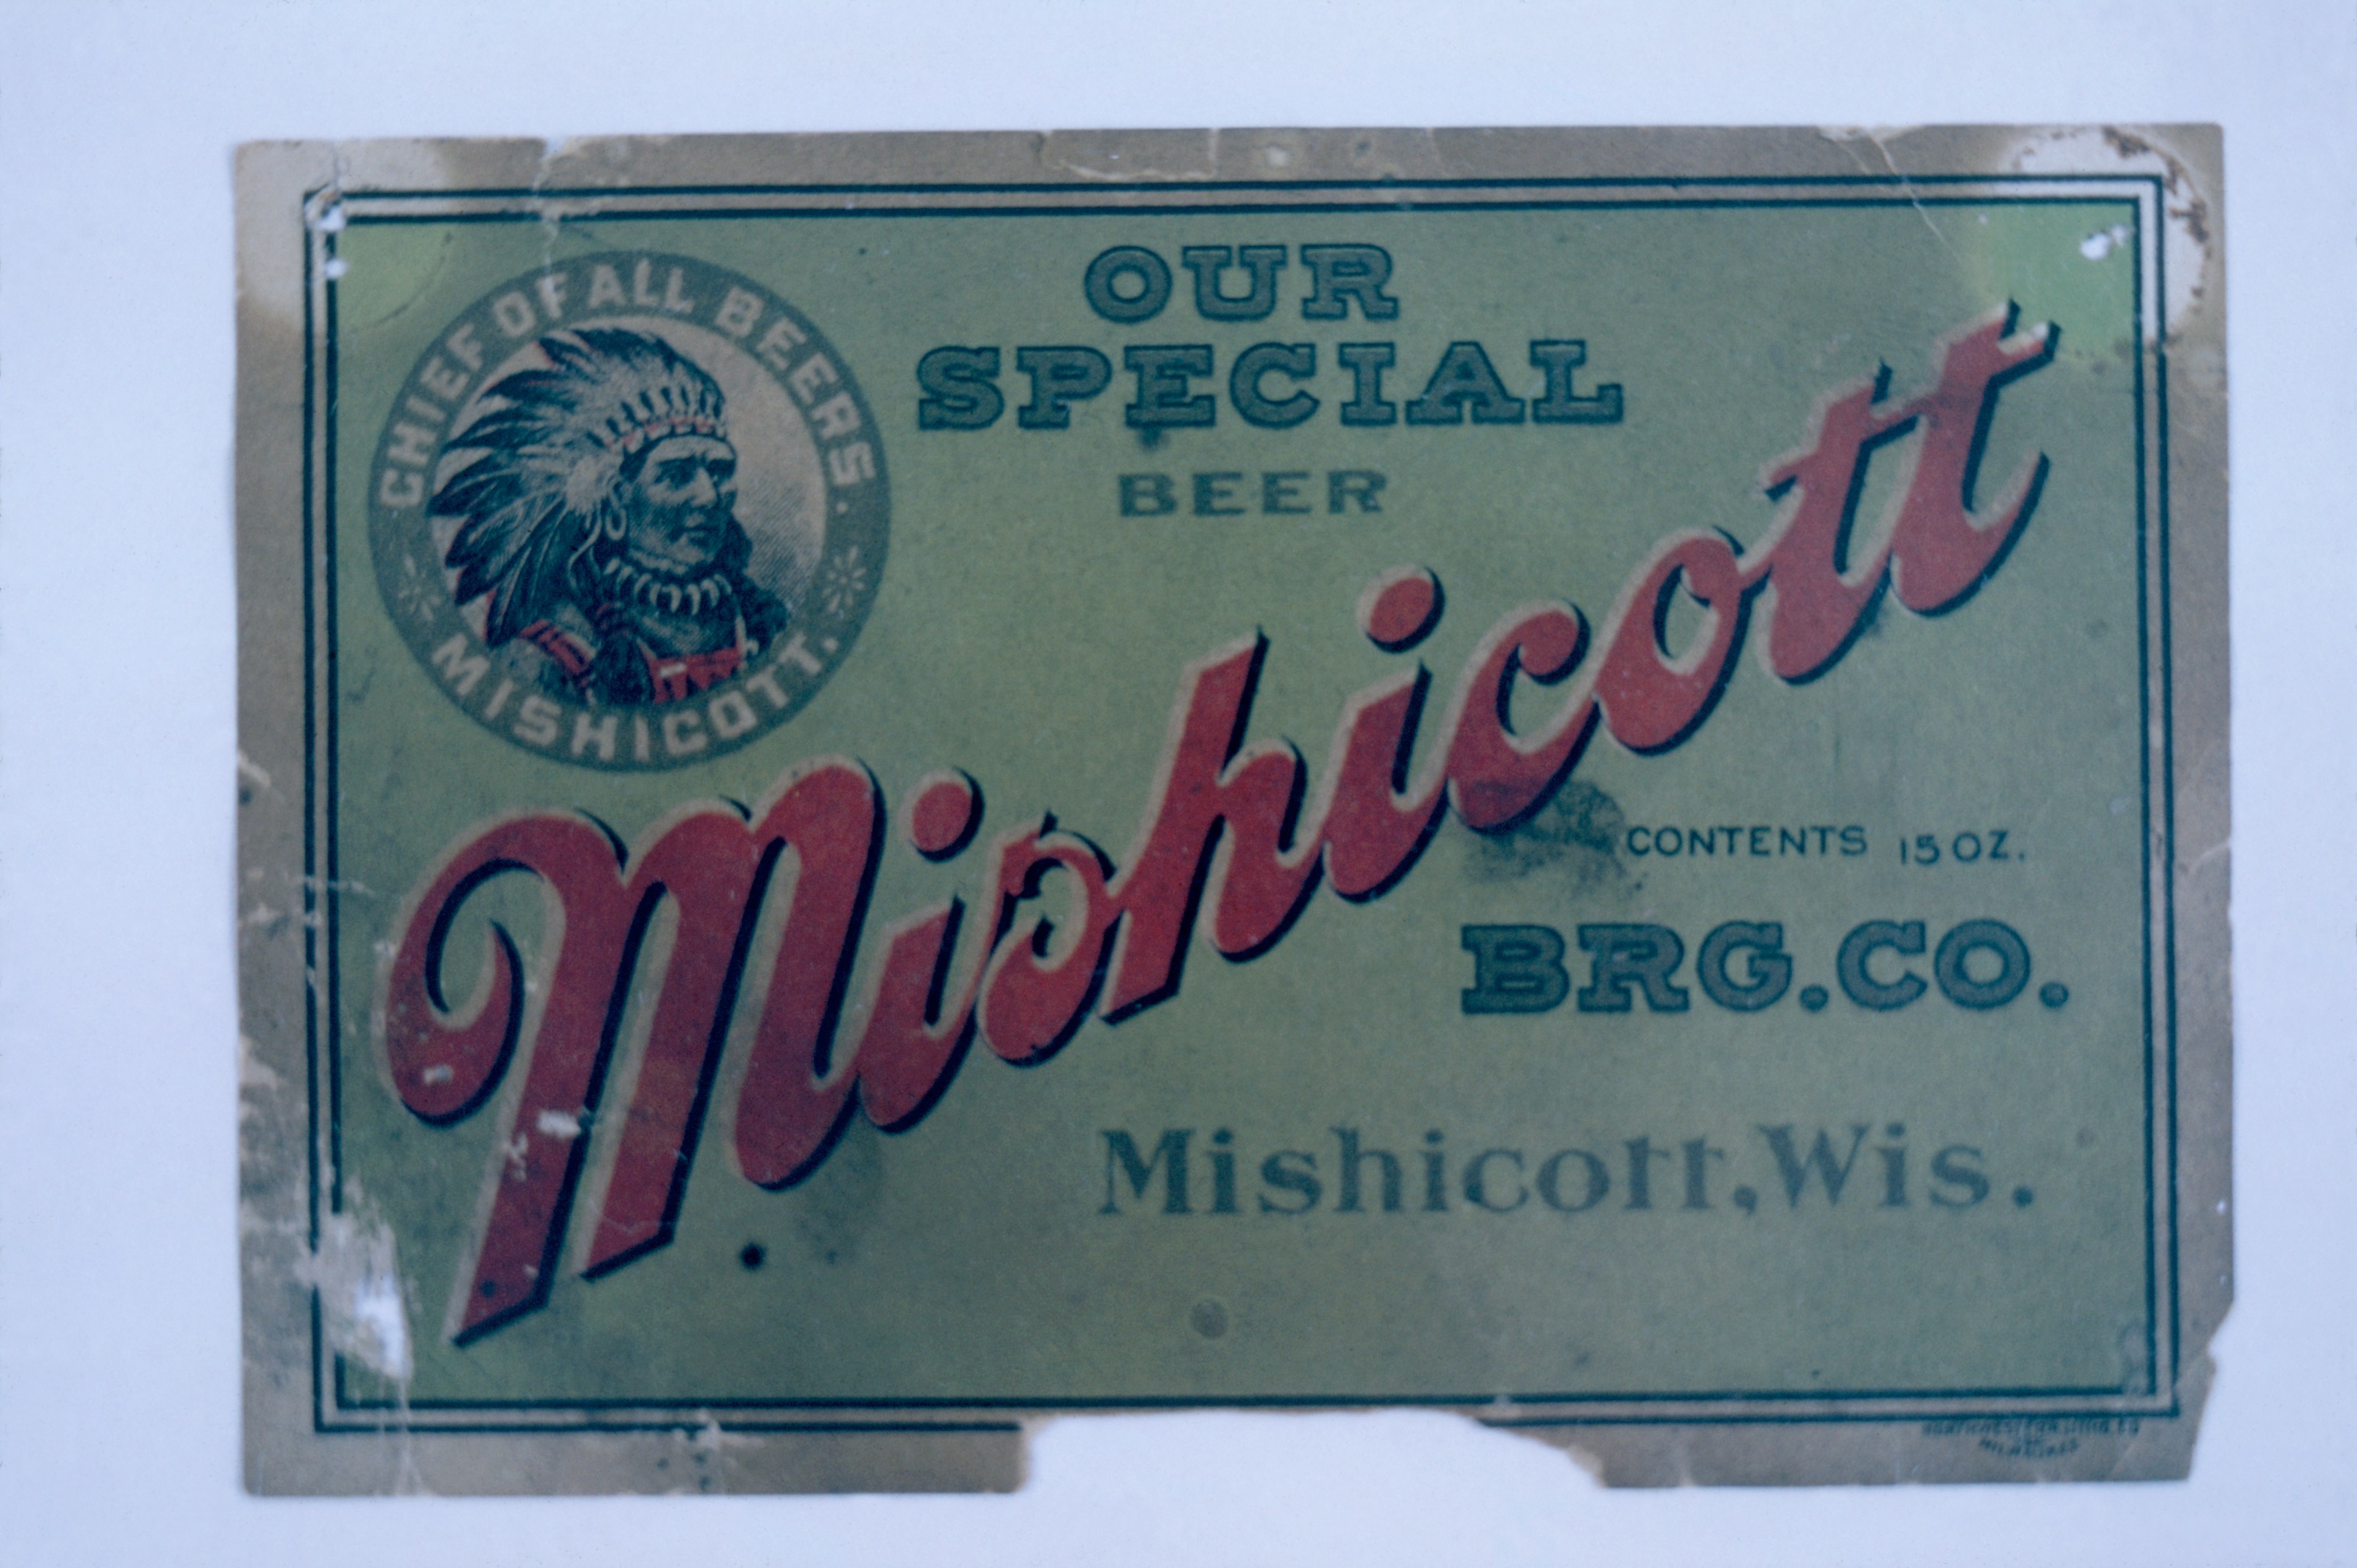 CHIEF OF ALL BEERS.
MISHICOTT.
OUR
SPECIAL
BEER
Mishicott
CONTENTS 15 OZ.
BRG. CO.
Mishicott, Wis.